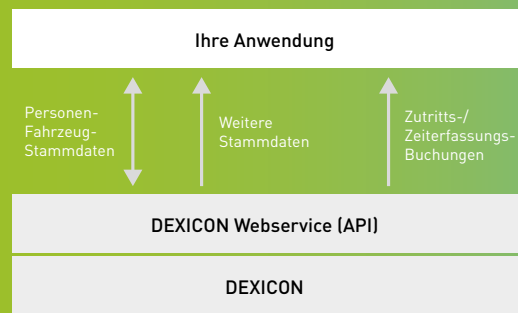 Ihre Anwendung
Personen-
Fahrzeug-
Stammdaten
Weitere
Stammdaten
Zutritts-/
Zeiterfassungs-
Buchungen
DEXICON Webservice (API)
DEXICON